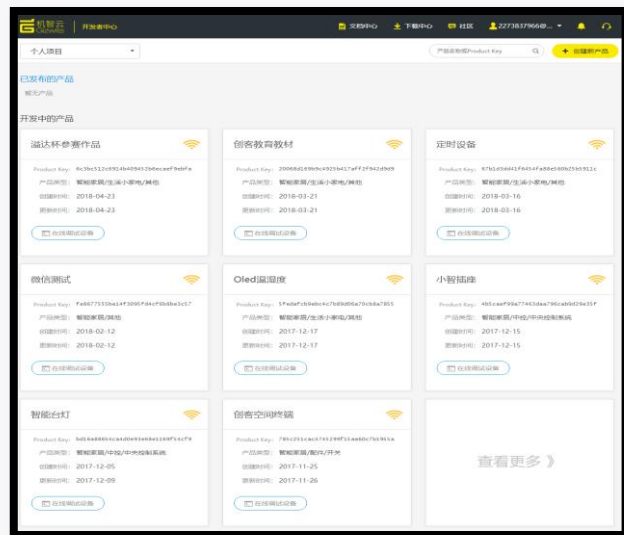 机智云 Gizwits 开发者中心 文档中心 下载中心 社区 2273837966@...
个人项目 产品名称或Product Key 创建新产品
已发布的产品
暂无产品
开发中的产品
溢达杯参赛作品
Product Key:
产品类型: 智能家居/生活小家电/其他
创建时间: 2018-04-23
更新时间: 2018-04-23
在线调试设备
创客教育教材
Product Key:
产品类型: 智能家居/生活小家电/其他
创建时间: 2018-03-21
更新时间: 2018-03-21
在线调试设备
定时设备
Product Key:
产品类型: 智能家居/生活小家电/其他
创建时间: 2018-03-16
更新时间: 2018-03-16
在线调试设备
微信测试
Product Key:
产品类型: 智能家居/其他
创建时间: 2018-02-12
更新时间: 2018-02-12
在线调试设备
Oled温湿度
Product Key:
产品类型: 智能家居/生活小家电/其他
创建时间: 2017-12-17
更新时间: 2017-12-17
在线调试设备
小智插座
Product Key:
产品类型: 智能家居/中控/中央控制系统
创建时间: 2017-12-15
更新时间: 2017-12-15
在线调试设备
智能台灯
Product Key:
产品类型: 智能家居/中控/中央控制系统
创建时间: 2017-12-05
更新时间: 2017-12-09
在线调试设备
创客空间终端
Product Key:
产品类型: 智能家居/配件/开关
创建时间: 2017-11-25
更新时间: 2017-11-26
在线调试设备
查看更多 》